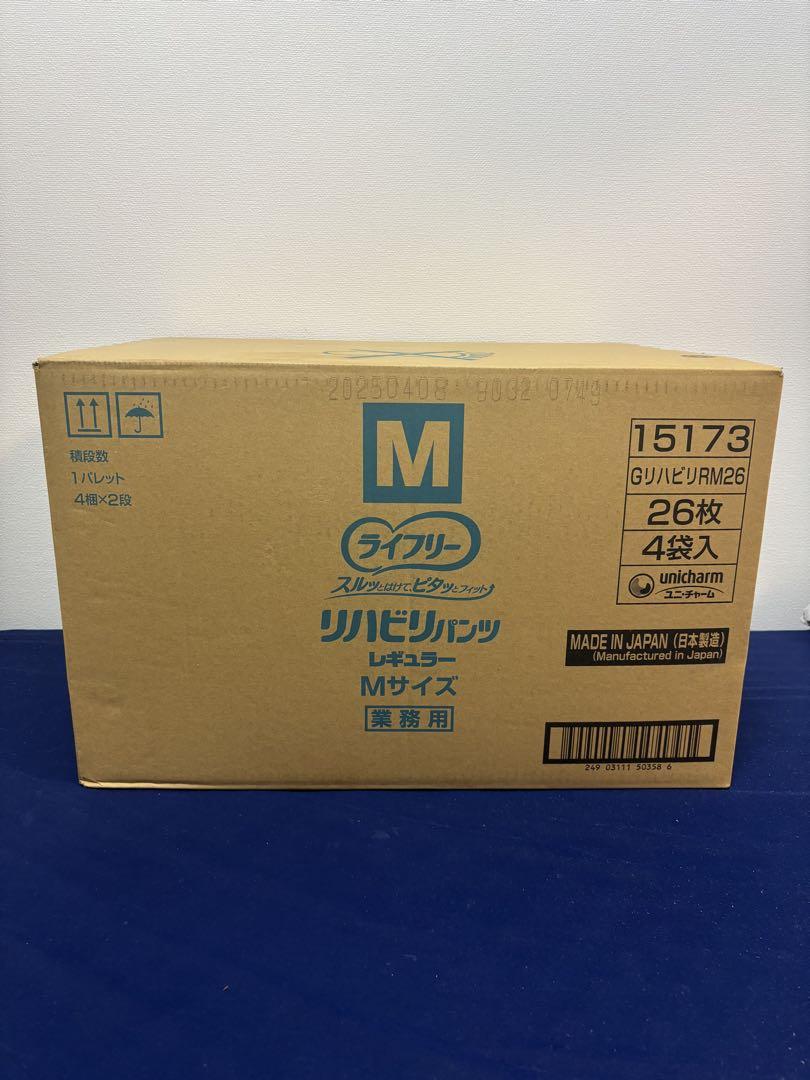 20250408 9002 0749
M
積段数
1パレット
4梱×2段
ライフリー
スルッとはけて、ピタッとフィット
リハビリパンツ
レギュラー
Mサイズ
業務用
15173
GリハビリRM26
26枚
4袋入
unicharm
ユニ・チャーム
MADE IN JAPAN (日本製造)
(Manufactured in Japan)
249 03111 50358 6